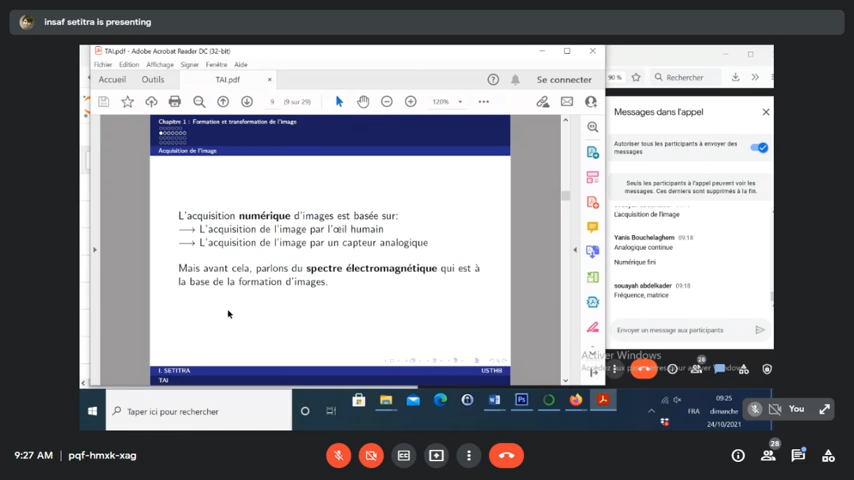 insaf setitra is presenting
TAI.pdf - Adobe Acrobat Reader DC (32-bit)
Fichier Edition Affichage Signer Fenêtre Aide
Accueil Outils TAI.pdf × Se connecter
9 (9 sur 29) 120%
90 % Rechercher
Chapitre 1 : Formation et transformation de l'image
Acquisition de l'image
L'acquisition numérique d'images est basée sur:
→ L'acquisition de l'image par l'œil humain
→ L'acquisition de l'image par un capteur analogique
Mais avant cela, parlons du spectre électromagnétique qui est à
la base de la formation d'images.
I. SETITRA USTHB
TAI
Messages dans l'appel
Autoriser tous les participants à envoyer des
messages
Seuls les participants à l'appel peuvent voir les
messages. Ces derniers sont supprimés à la fin.
L'acquisition de l'image
Yanis Bouchelaghem 09:18
Analogique continue
Numérique fini
souayah abdelkader 09:18
Fréquence, matrice
Envoyer un message aux participants
Activer Windows
28
Taper ici pour rechercher
FRA
09:25
dimanche
24/10/2021
You
9:27 AM pqf-hmxk-xag
28